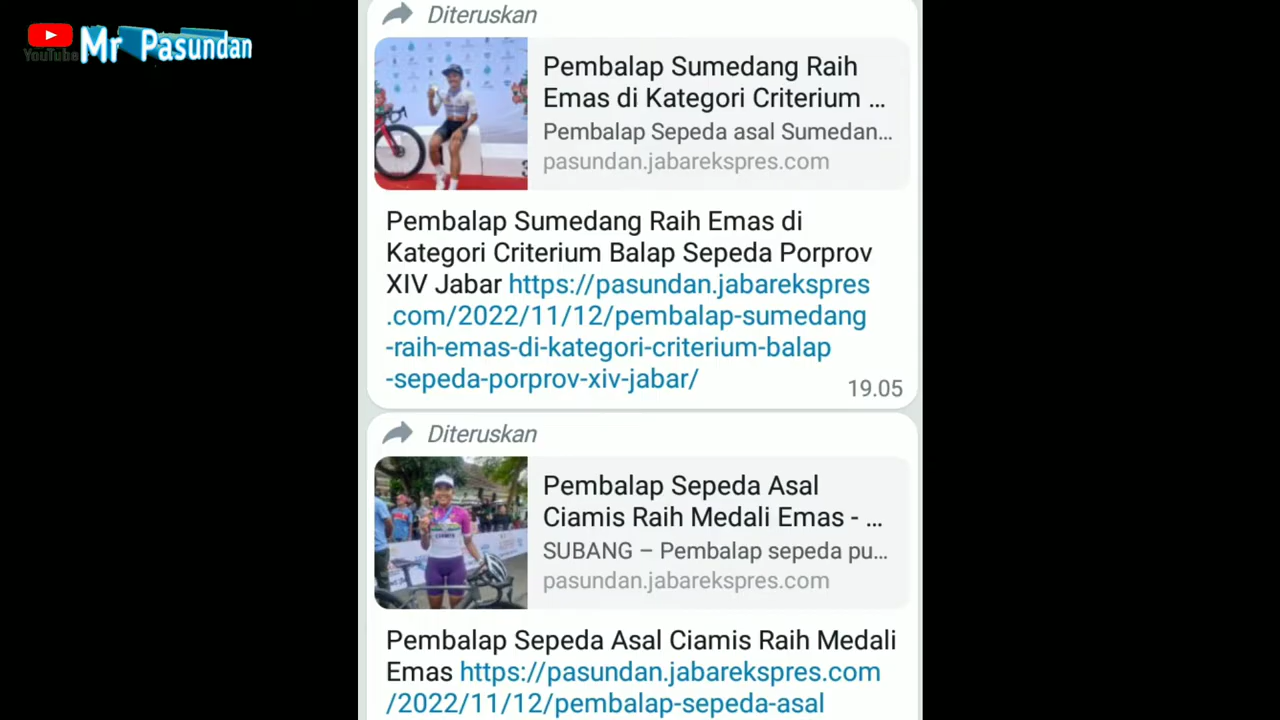 YouTube
Mr Pasundan
Diteruskan
Pembalap Sumedang Raih
Emas di Kategori Criterium ...
Pembalap Sepeda asal Sumedan...
pasundan.jabarekspres.com
Pembalap Sumedang Raih Emas di
Kategori Criterium Balap Sepeda Porprov
XIV Jabar https://pasundan.jabarekspres
.com/2022/11/12/pembalap-sumedang
-raih-emas-di-kategori-criterium-balap
-sepeda-porprov-xiv-jabar/
19.05
Diteruskan
Pembalap Sepeda Asal
Ciamis Raih Medali Emas - ...
SUBANG – Pembalap sepeda pu...
pasundan.jabarekspres.com
Pembalap Sepeda Asal Ciamis Raih Medali
Emas https://pasundan.jabarekspres.com
/2022/11/12/pembalap-sepeda-asal